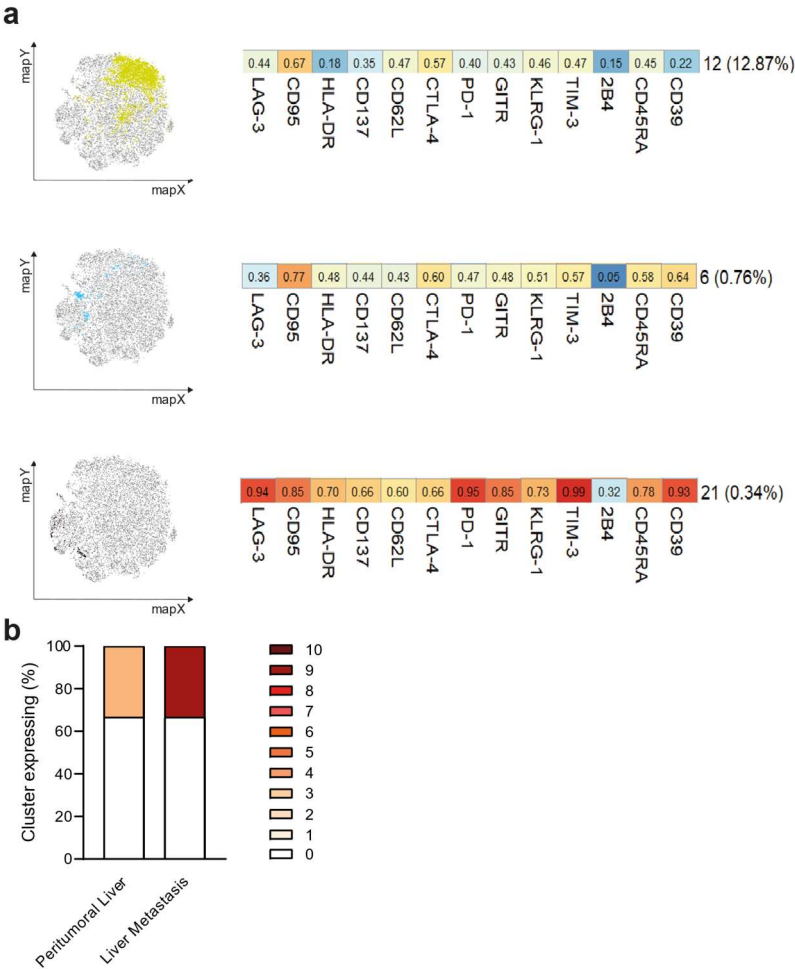 a
mapY
mapX
0.44 0.67 0.18 0.35 0.47 0.57 0.40 0.43 0.46 0.47 0.15 0.45 0.22 12 (12.87%)
LAG-3 CD95 HLA-DR CD137 CD62L CTLA-4 PD-1 GITR KLRG-1 TIM-3 2B4 CD45RA CD39
mapY
mapX
0.36 0.77 0.48 0.44 0.43 0.60 0.47 0.48 0.51 0.57 0.05 0.58 0.64 6 (0.76%)
LAG-3 CD95 HLA-DR CD137 CD62L CTLA-4 PD-1 GITR KLRG-1 TIM-3 2B4 CD45RA CD39
mapY
mapX
0.94 0.85 0.70 0.66 0.60 0.66 0.95 0.85 0.73 0.99 0.32 0.78 0.93 21 (0.34%)
LAG-3 CD95 HLA-DR CD137 CD62L CTLA-4 PD-1 GITR KLRG-1 TIM-3 2B4 CD45RA CD39
b
Cluster expressing (%)
100
80
60
40
20
0
Peritumoral Liver
Liver Metastasis
10
9
8
7
6
5
4
3
2
1
0